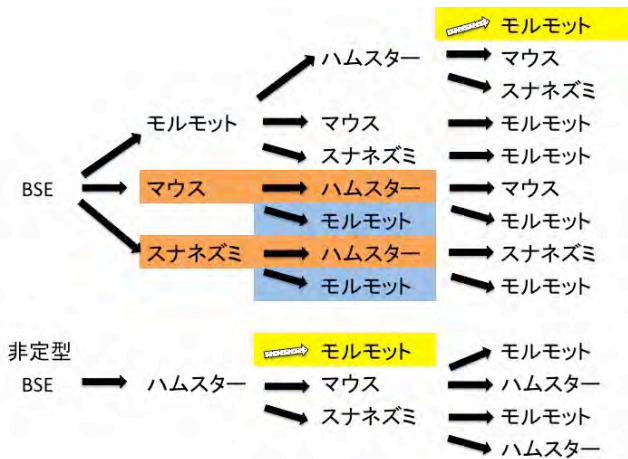 モルモット
ハムスター マウス
スナネズミ
モルモット マウス モルモット
スナネズミ モルモット
BSE マウス ハムスター マウス
モルモット モルモット
スナネズミ ハムスター スナネズミ
モルモット モルモット
非定型 モルモット モルモット
BSE ハムスター マウス ハムスター
スナネズミ モルモット
ハムスター